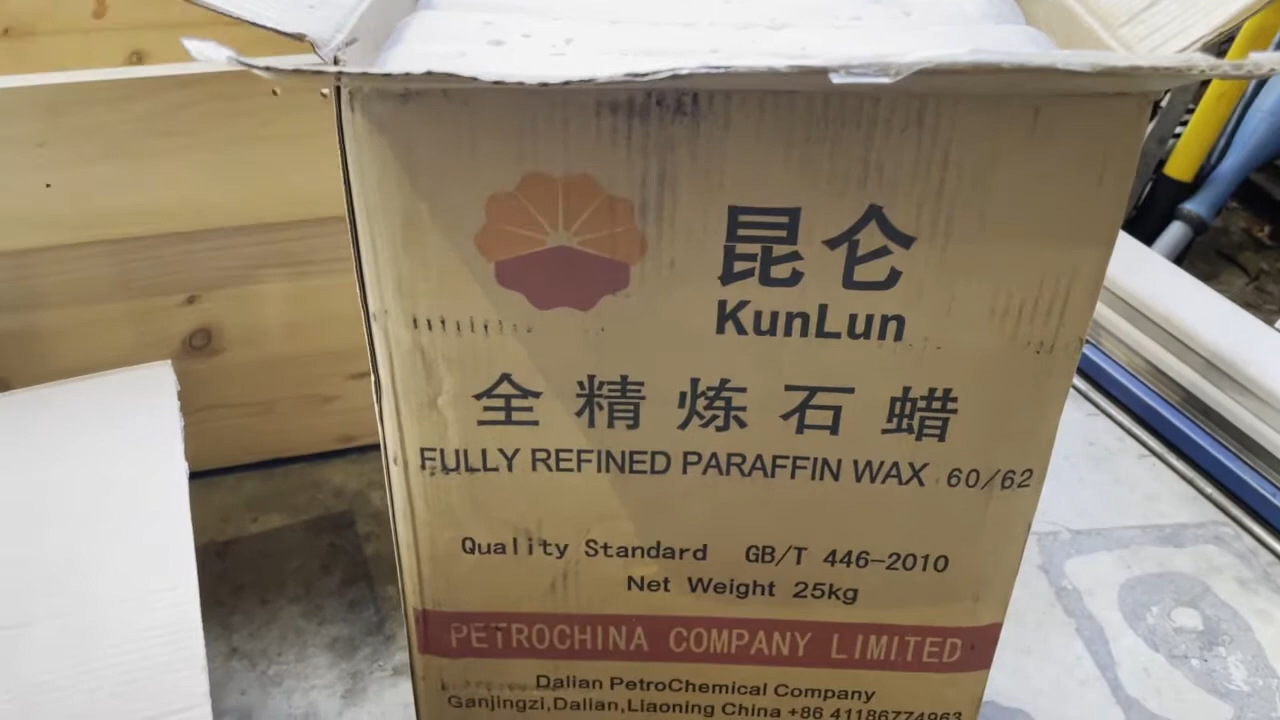 昆仑
KunLun
全精炼石蜡
FULLY REFINED PARAFFIN WAX 60/62
Quality Standard GB/T 446-2010
Net Weight 25kg
PETROCHINA COMPANY LIMITED
Dalian PetroChemical Company
Ganjingzi,Dalian,Liaoning China +86 41186774963